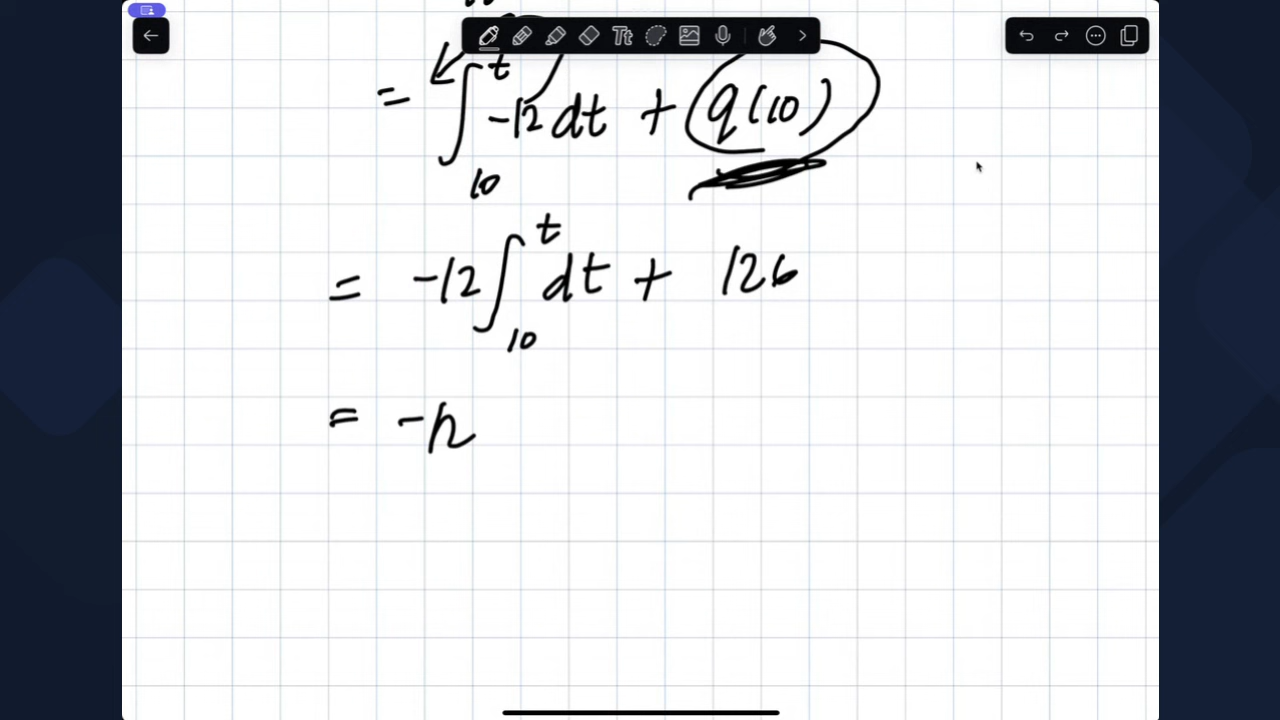 = ∫₁₀ᵗ -12 dt + q(10)
= -12 ∫₁₀ᵗ dt + 126
= -12